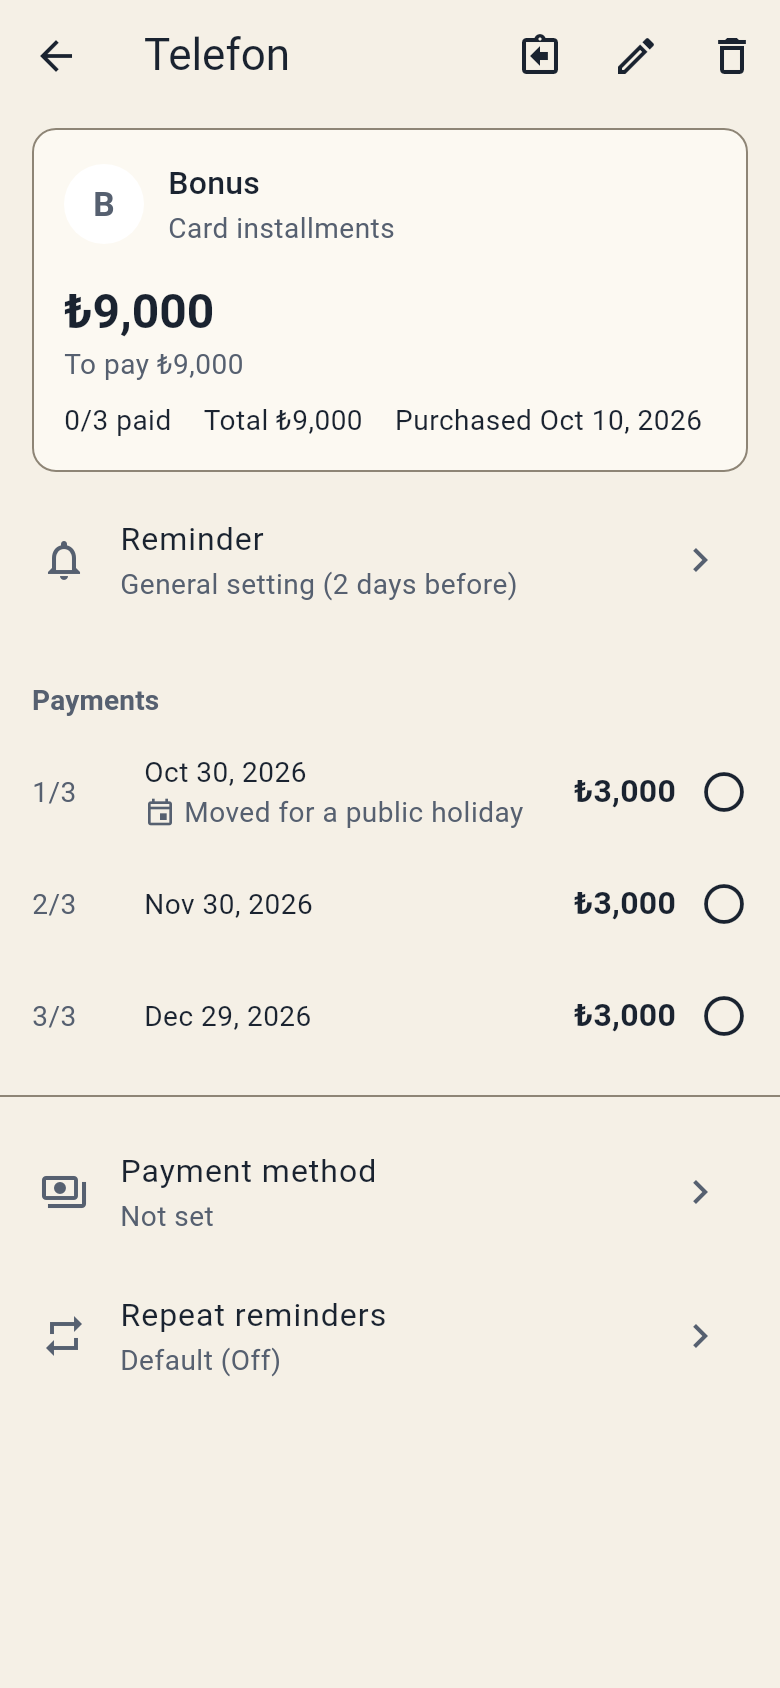 Telefon
B
Bonus
Card installments
₺9,000
To pay ₺9,000
0/3 paid Total ₺9,000 Purchased Oct 10, 2026
Reminder
General setting (2 days before)
Payments
1/3 Oct 30, 2026 ₺3,000
Moved for a public holiday
2/3 Nov 30, 2026 ₺3,000
3/3 Dec 29, 2026 ₺3,000
Payment method
Not set
Repeat reminders
Default (Off)